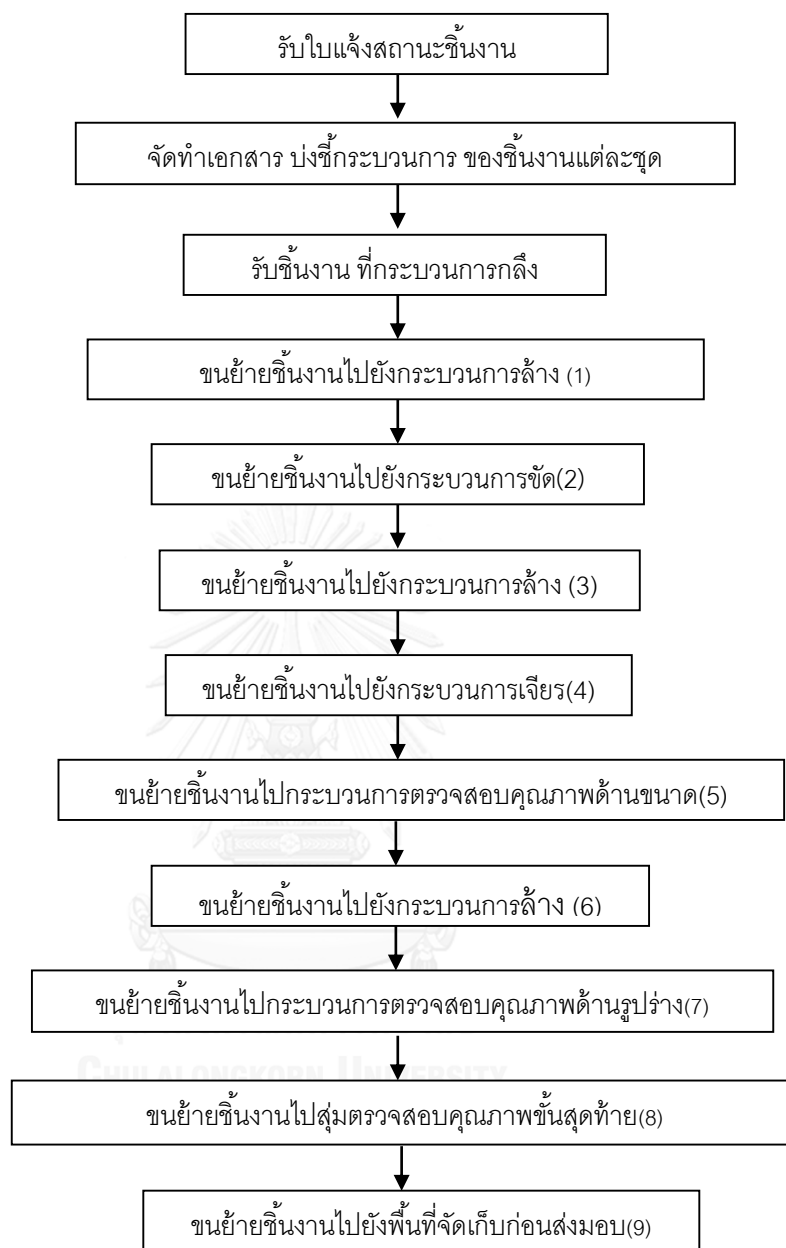 รับใบแจ้งสถานะชิ้นงาน
จัดทำเอกสาร บ่งชี้กระบวนการ ของชิ้นงานแต่ละชุด
รับชิ้นงาน ที่กระบวนการกลึง
ขนย้ายชิ้นงานไปยังกระบวนการล้าง (1)
ขนย้ายชิ้นงานไปยังกระบวนการขัด(2)
ขนย้ายชิ้นงานไปยังกระบวนการล้าง (3)
ขนย้ายชิ้นงานไปยังกระบวนการเจียร(4)
ขนย้ายชิ้นงานไปกระบวนการตรวจสอบคุณภาพด้านขนาด(5)
ขนย้ายชิ้นงานไปยังกระบวนการล้าง (6)
ขนย้ายชิ้นงานไปกระบวนการตรวจสอบคุณภาพด้านรูปร่าง(7)
CHULALONGKORN UNIVERSITY
ขนย้ายชิ้นงานไปสุ่มตรวจสอบคุณภาพขั้นสุดท้าย(8)
ขนย้ายชิ้นงานไปยังพื้นที่จัดเก็บก่อนส่งมอบ(9)